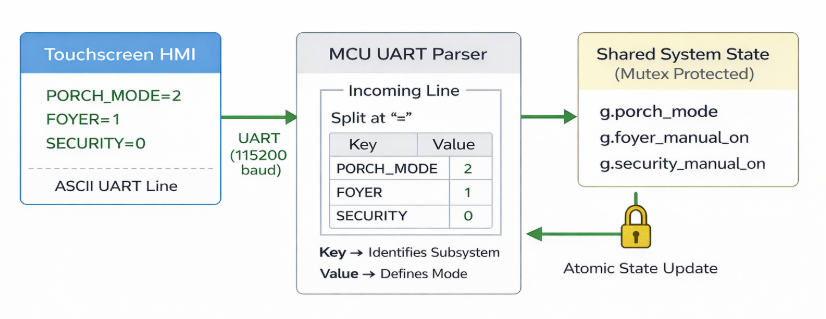 Touchscreen HMI
PORCH_MODE=2
FOYER=1
SECURITY=0
ASCII UART Line
UART
(115200
baud)
MCU UART Parser
Incoming Line
Split at “=”
Key Value
PORCH_MODE 2
FOYER 1
SECURITY 0
Key → Identifies Subsystem
Value → Defines Mode
Shared System State
(Mutex Protected)
g.porch_mode
g.foyer_manual_on
g.security_manual_on
Atomic State Update